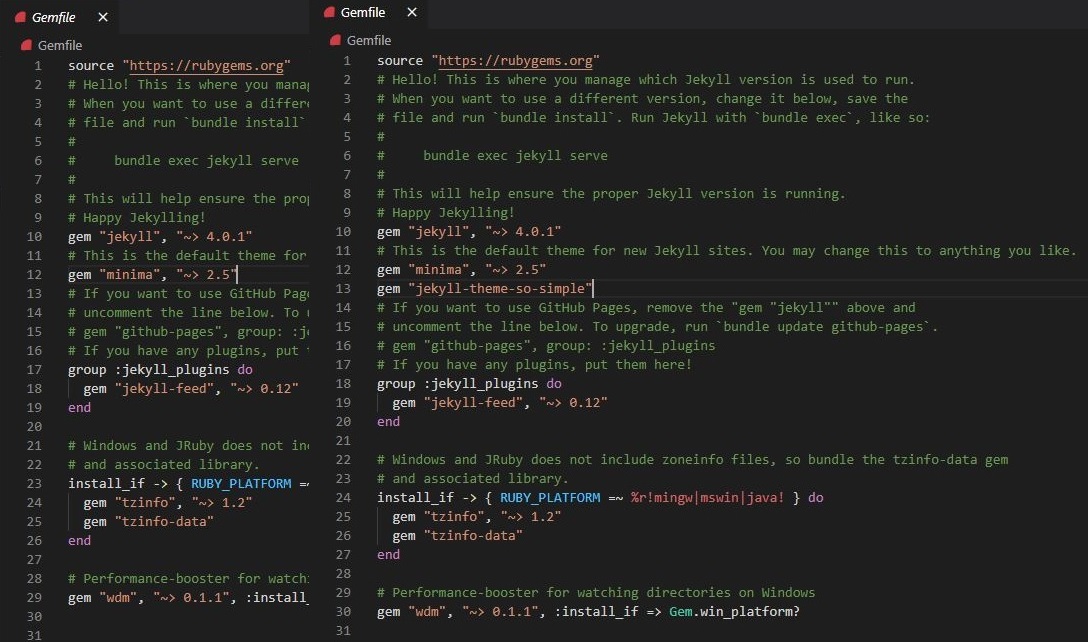 Gemfile ×
Gemfile
1 source "https://rubygems.org"
2 # Hello! This is where you manag
3 # When you want to use a differe
4 # file and run `bundle install`
5 #
6 #     bundle exec jekyll serve
7 #
8 # This will help ensure the prop
9 # Happy Jekylling!
10 gem "jekyll", "~> 4.0.1"
11 # This is the default theme for
12 gem "minima", "~> 2.5"
13 # If you want to use GitHub Page
14 # uncomment the line below. To u
15 # gem "github-pages", group: :je
16 # If you have any plugins, put t
17 group :jekyll_plugins do
18   gem "jekyll-feed", "~> 0.12"
19 end
20
21 # Windows and JRuby does not inc
22 # and associated library.
23 install_if -> { RUBY_PLATFORM =~
24   gem "tzinfo", "~> 1.2"
25   gem "tzinfo-data"
26 end
27
28 # Performance-booster for watchi
29 gem "wdm", "~> 0.1.1", :install_
30
31
Gemfile ×
Gemfile
1 source "https://rubygems.org"
2 # Hello! This is where you manage which Jekyll version is used to run.
3 # When you want to use a different version, change it below, save the
4 # file and run `bundle install`. Run Jekyll with `bundle exec`, like so:
5 #
6 #     bundle exec jekyll serve
7 #
8 # This will help ensure the proper Jekyll version is running.
9 # Happy Jekylling!
10 gem "jekyll", "~> 4.0.1"
11 # This is the default theme for new Jekyll sites. You may change this to anything you like.
12 gem "minima", "~> 2.5"
13 gem "jekyll-theme-so-simple"
14 # If you want to use GitHub Pages, remove the "gem "jekyll"" above and
15 # uncomment the line below. To upgrade, run `bundle update github-pages`.
16 # gem "github-pages", group: :jekyll_plugins
17 # If you have any plugins, put them here!
18 group :jekyll_plugins do
19   gem "jekyll-feed", "~> 0.12"
20 end
21
22 # Windows and JRuby does not include zoneinfo files, so bundle the tzinfo-data gem
23 # and associated library.
24 install_if -> { RUBY_PLATFORM =~ %r!mingw|mswin|java! } do
25   gem "tzinfo", "~> 1.2"
26   gem "tzinfo-data"
27 end
28
29 # Performance-booster for watching directories on Windows
30 gem "wdm", "~> 0.1.1", :install_if => Gem.win_platform?
31